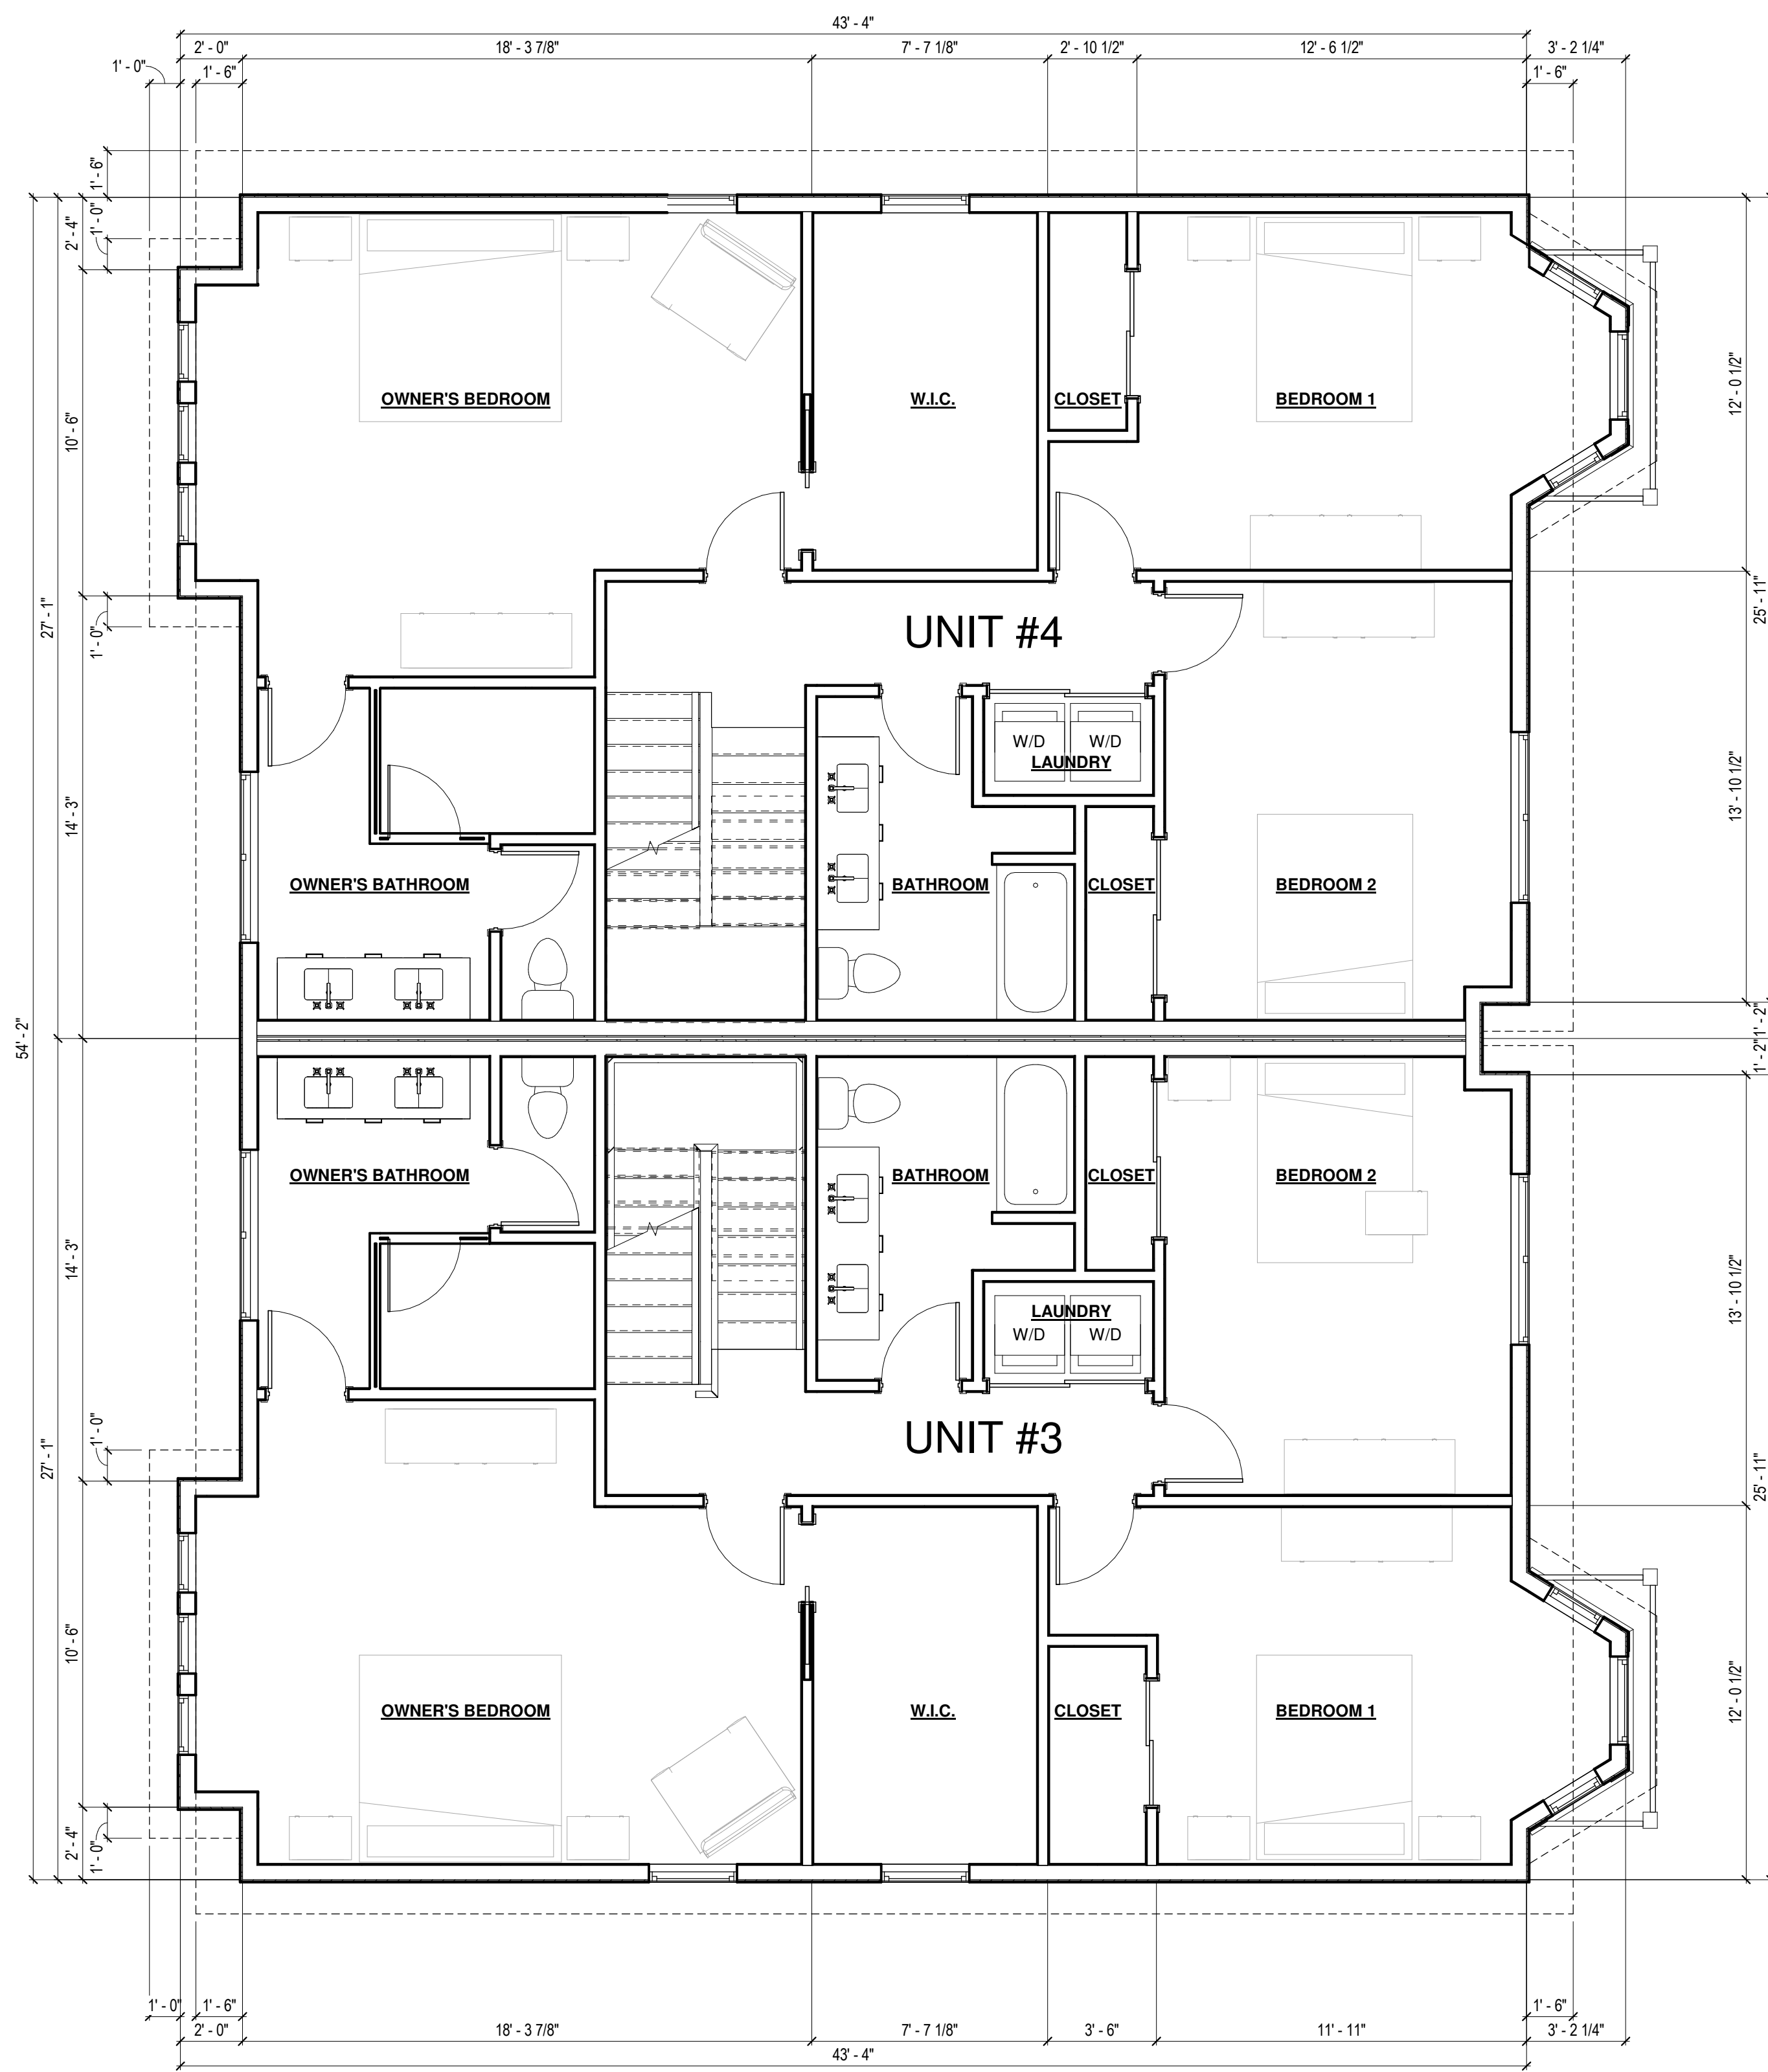 43' - 4"
2' - 0"
18' - 3 7/8"
7' - 7 1/8"
2' - 10 1/2"
12' - 6 1/2"
3' - 2 1/4"
1' - 0"
1' - 6"
1' - 6"
1' - 6"
2' - 4"
1' - 0"
OWNER'S BEDROOM
W.I.C.
CLOSET
BEDROOM 1
10' - 6"
12' - 0 1/2"
27' - 1"
1' - 0"
25' - 11"
UNIT #4
W/D
W/D
LAUNDRY
14' - 3"
13' - 10 1/2"
OWNER'S BATHROOM
BATHROOM
CLOSET
BEDROOM 2
54' - 2"
1' - 2"
1' - 2"
OWNER'S BATHROOM
BATHROOM
CLOSET
BEDROOM 2
14' - 3"
13' - 10 1/2"
LAUNDRY
W/D
W/D
1' - 0"
27' - 1"
UNIT #3
25' - 11"
10' - 6"
12' - 0 1/2"
OWNER'S BEDROOM
W.I.C.
CLOSET
BEDROOM 1
2' - 4"
1' - 0"
1' - 0"
1' - 6"
1' - 6"
2' - 0"
18' - 3 7/8"
7' - 7 1/8"
3' - 6"
11' - 11"
3' - 2 1/4"
43' - 4"